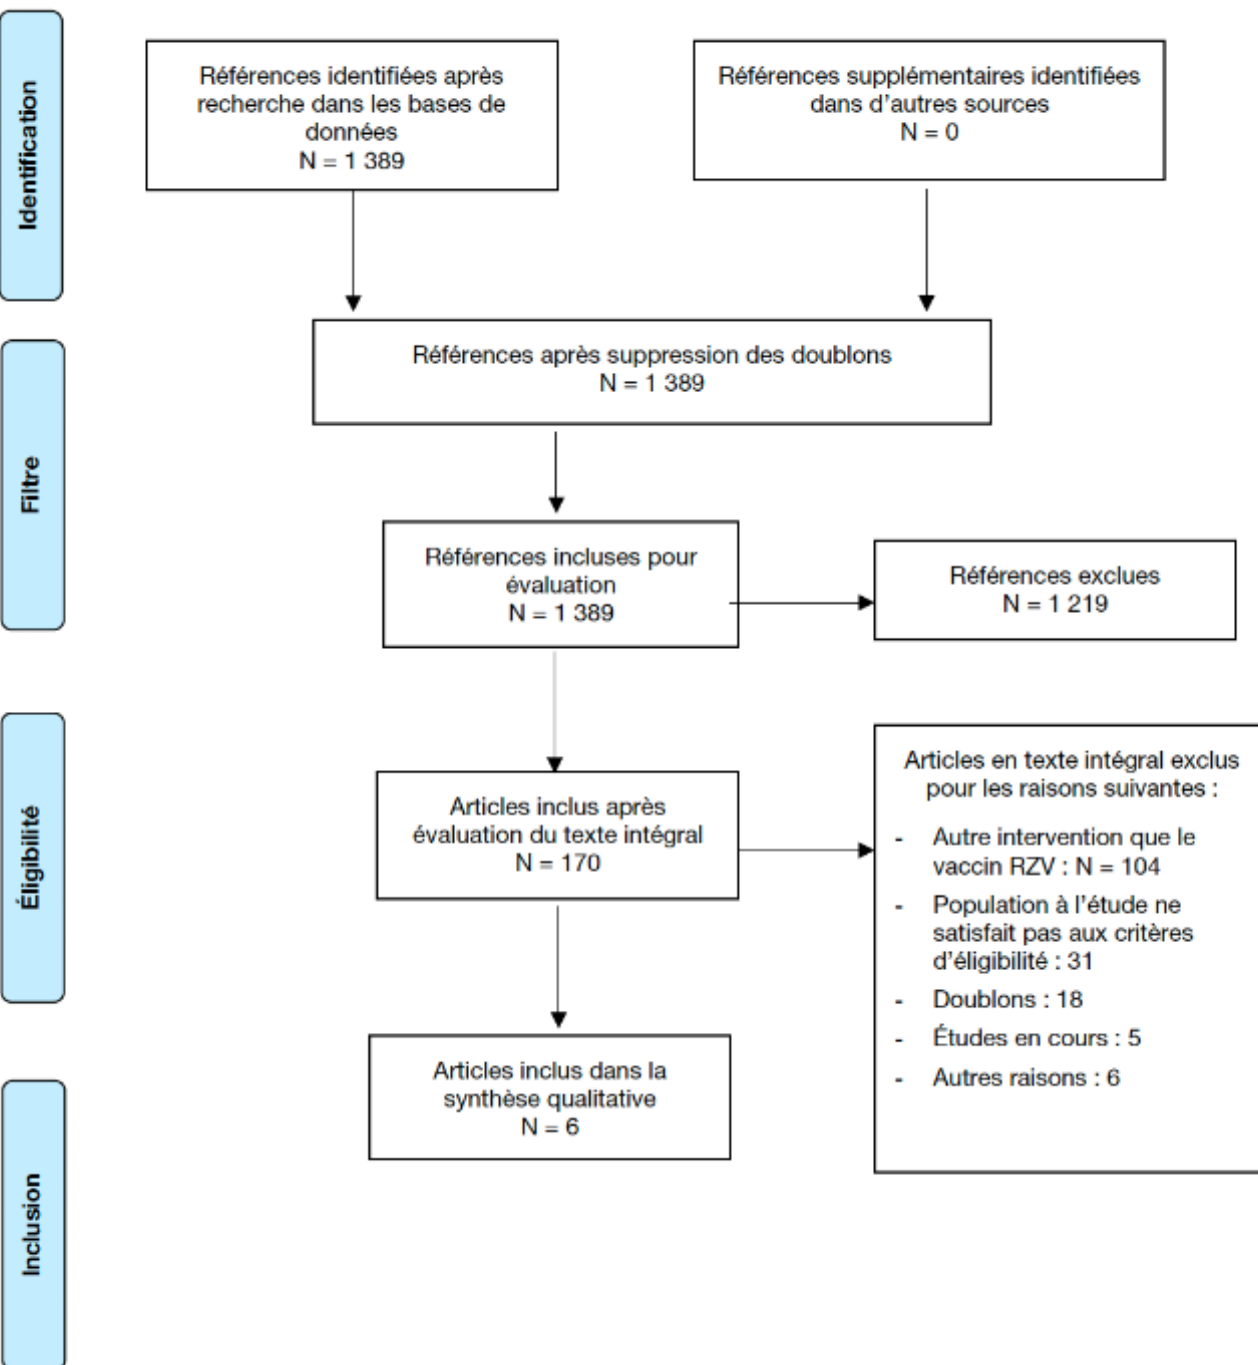 Identification
Références identifiées après
recherche dans les bases de
données
N = 1 389
Références supplémentaires identifiées
dans d'autres sources
N = 0
Filtre
Références après suppression des doublons
N = 1 389
Références incluses pour
évaluation
N = 1 389
Références exclues
N = 1 219
Éligibilité
Articles inclus après
évaluation du texte intégral
N = 170
Articles en texte intégral exclus
pour les raisons suivantes :
- Autre intervention que le
vaccin RZV : N = 104
- Population à l'étude ne
satisfait pas aux critères
d'éligibilité : 31
- Doublons : 18
- Études en cours : 5
- Autres raisons : 6
Inclusion
Articles inclus dans la
synthèse qualitative
N = 6